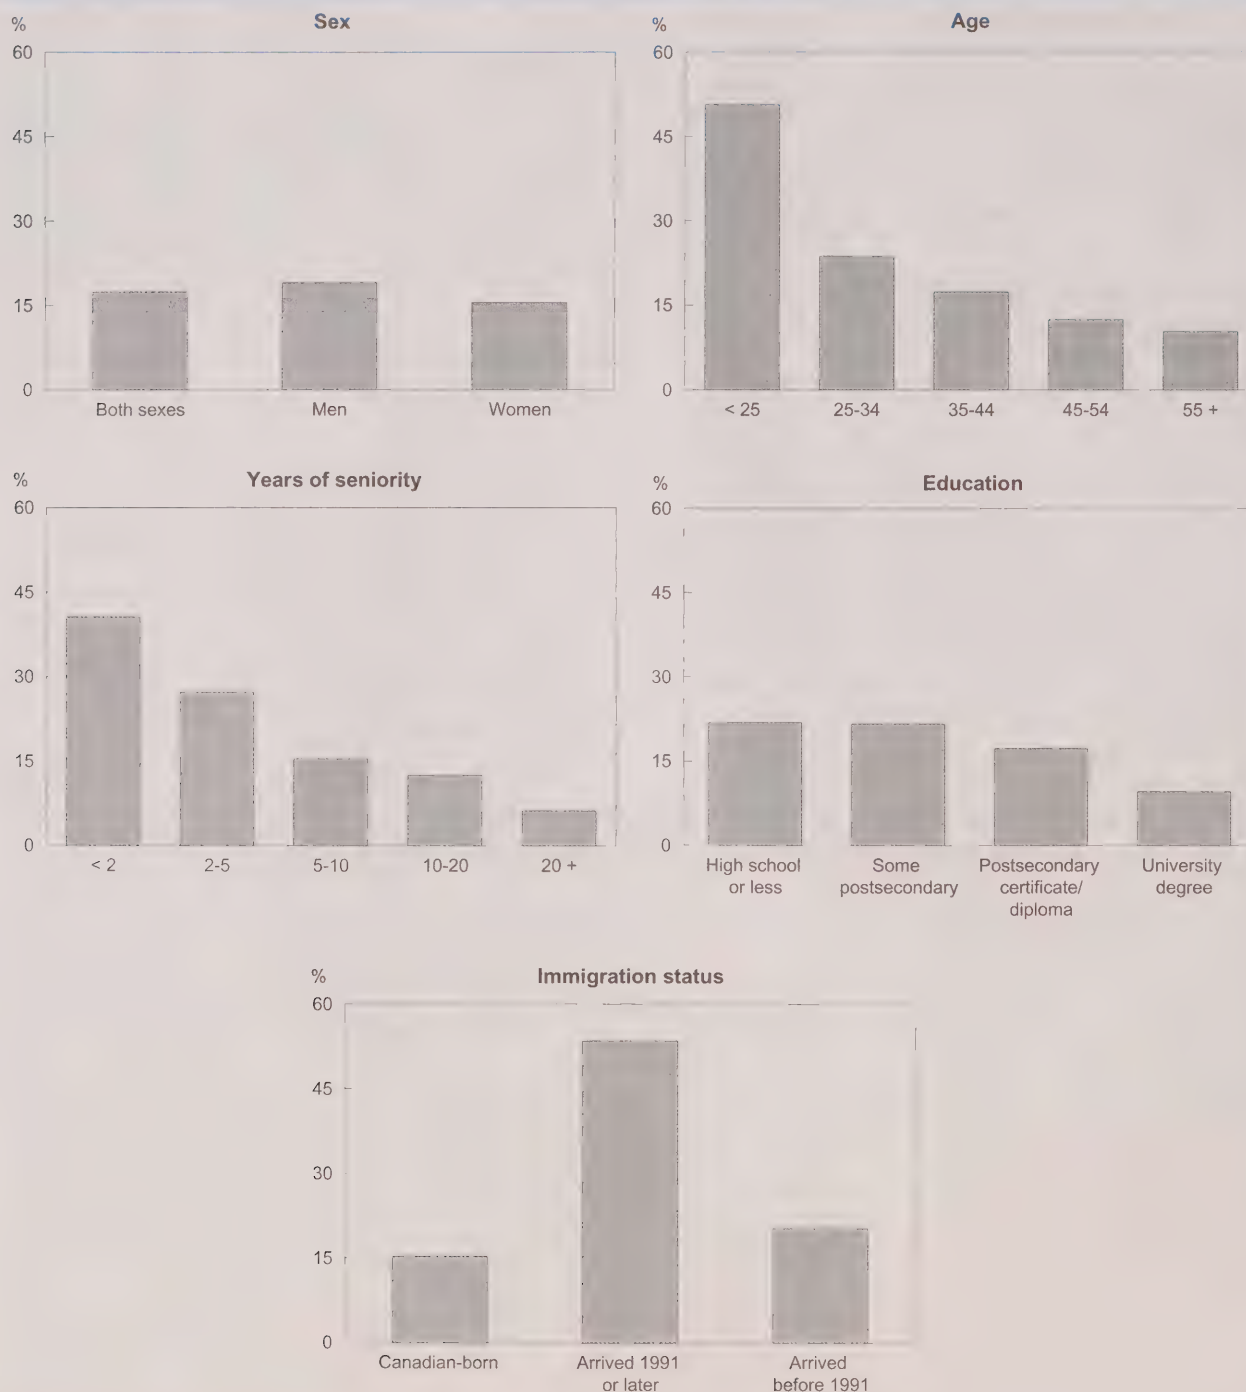 Sex
%
60
45
30
15
0
Both sexes Men Women
Age
%
60
45
30
15
0
< 25 25-34 35-44 45-54 55 +
Years of seniority
%
60
45
30
15
0
< 2 2-5 5-10 10-20 20 +
Education
%
60
45
30
15
0
High school Some Postsecondary University
or less postsecondary certificate/ degree
diploma
Immigration status
%
60
45
30
15
0
Canadian-born Arrived 1991 Arrived
or later before 1991